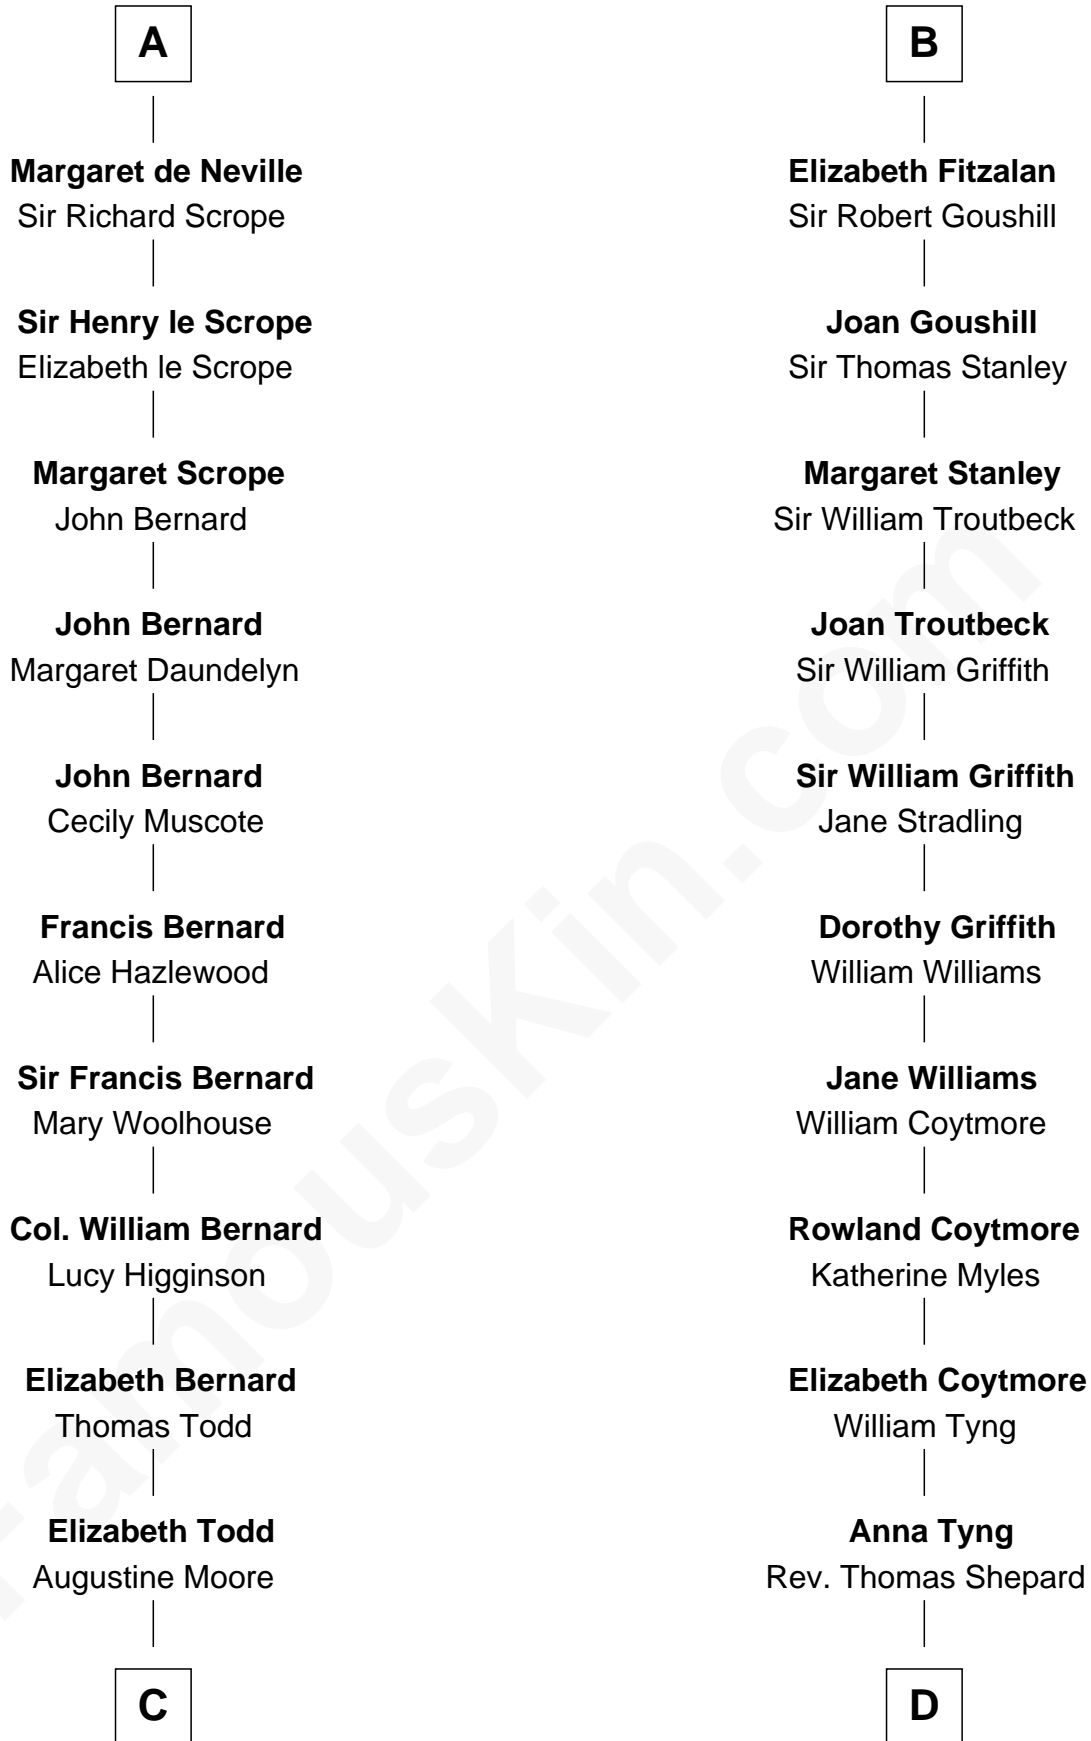 A
Margaret de Neville
Sir Richard Scrope
Sir Henry le Scrope
Elizabeth le Scrope
Margaret Scrope
John Bernard
John Bernard
Margaret Daundelyn
John Bernard
Cecily Muscote
Francis Bernard
Alice Hazlewood
Sir Francis Bernard
Mary Woolhouse
Col. William Bernard
Lucy Higginson
Elizabeth Bernard
Thomas Todd
Elizabeth Todd
Augustine Moore
C
B
Elizabeth Fitzalan
Sir Robert Goushill
Joan Goushill
Sir Thomas Stanley
Margaret Stanley
Sir William Troutbeck
Joan Troutbeck
Sir William Griffith
Sir William Griffith
Jane Stradling
Dorothy Griffith
William Williams
Jane Williams
William Coytmore
Rowland Coytmore
Katherine Myles
Elizabeth Coytmore
William Tyng
Anna Tyng
Rev. Thomas Shepard
D
FamousKin.com